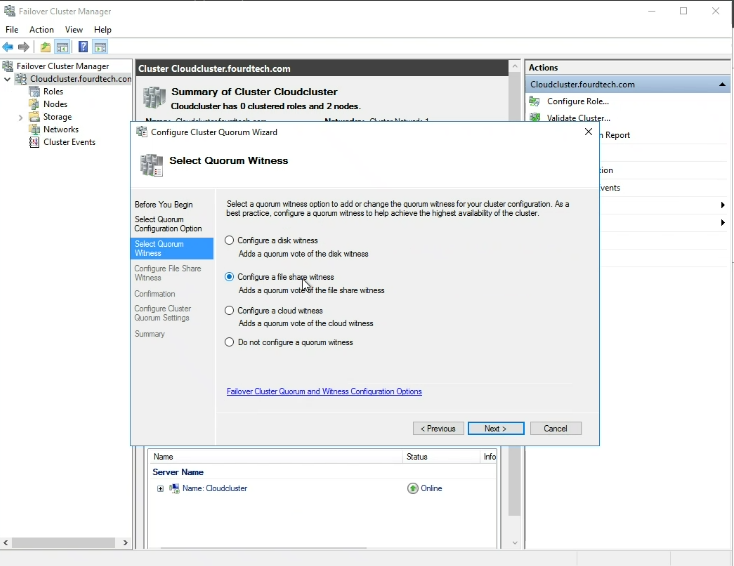 Failover Cluster Manager
File Action View Help
Failover Cluster Manager
Cloudcluster.fourdtech.con
Roles
Nodes
Storage
Networks
Cluster Events
Cluster Cloudcluster.fourdtech.com
Summary of Cluster Cloudcluster
Cloudcluster has 0 clustered roles and 2 nodes.
Actions
Cloudcluster.fourdtech.com
Configure Role...
Validate Cluster...
n Report
ion
vents
Configure Cluster Quorum Wizard
Select Quorum Witness
Before You Begin
Select Quorum
Configuration Option
Select Quorum
Witness
Configure File Share
Witness
Confirmation
Configure Cluster
Quorum Settings
Summary
Select a quorum witness option to add or change the quorum witness for your cluster configuration. As a
best practice, configure a quorum witness to help achieve the highest availability of the cluster.
Configure a disk witness
Adds a quorum vote of the disk witness
Configure a file share witness
Adds a quorum vote of the file share witness
Configure a cloud witness
Adds a quorum vote of the cloud witness
Do not configure a quorum witness
Failover Cluster Quorum and Witness Configuration Options
< Previous Next > Cancel
Name Status Info
Server Name
Name: Cloudcluster Online